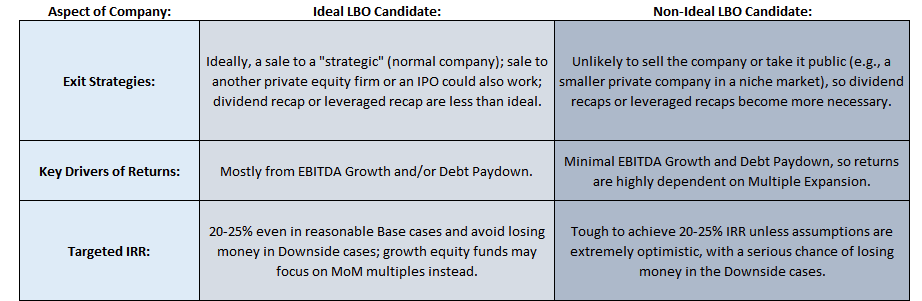 Aspect of Company: Ideal LBO Candidate: Non-Ideal LBO Candidate:
Exit Strategies:
Ideally, a sale to a "strategic" (normal company); sale
to another private equity firm or an IPO could also work;
dividend recap or leveraged recap are less than ideal.
Unlikely to sell the company or take it public (e.g., a
smaller private company in a niche market), so dividend
recaps or leveraged recaps become more necessary.
Key Drivers of Returns:
Mostly from EBITDA Growth and/or Debt Paydown.
Minimal EBITDA Growth and Debt Paydown, so returns
are highly dependent on Multiple Expansion.
Targeted IRR:
20-25% even in reasonable Base cases and avoid losing
money in Downside cases; growth equity funds may
focus on MoM multiples instead.
Tough to achieve 20-25% IRR unless assumptions are
extremely optimistic, with a serious chance of losing
money in the Downside cases.